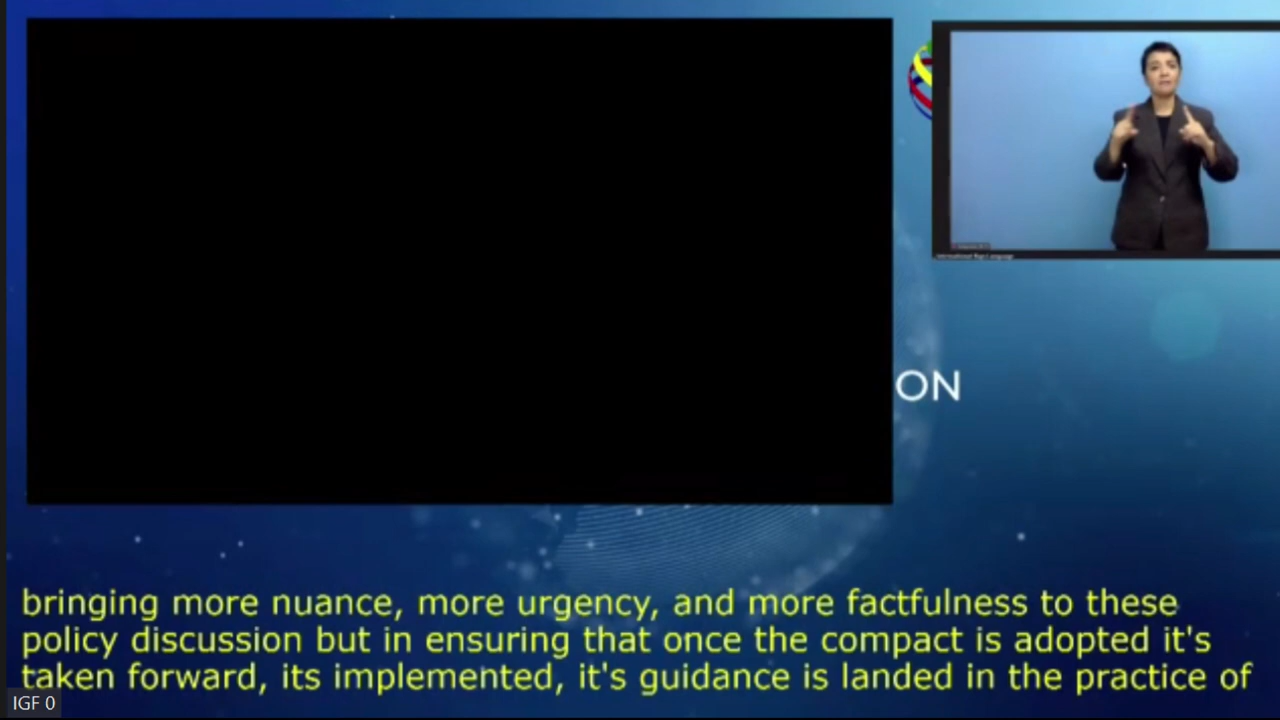 ON
bringing more nuance, more urgency, and more factfulness to these
policy discussion but in ensuring that once the compact is adopted it's
taken forward, its implemented, it's guidance is landed in the practice of
IGF 0